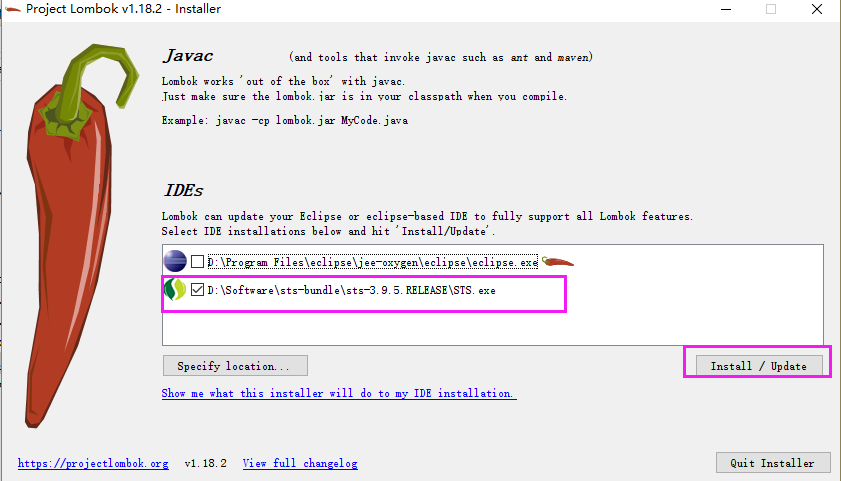 Project Lombok v1.18.2 - Installer
Javac (and tools that invoke javac such as ant and maven)
Lombok works 'out of the box' with javac.
Just make sure the lombok.jar is in your classpath when you compile.
Example: javac -cp lombok.jar MyCode.java
IDEs
Lombok can update your Eclipse or eclipse-based IDE to fully support all Lombok features.
Select IDE installations below and hit 'Install/Update'.
D:\Program Files\eclipse\jee-oxygen\eclipse\eclipse.exe
D:\Software\sts-bundle\sts-3.9.5.RELEASE\STS.exe
Specify location... Install / Update
Show me what this installer will do to my IDE installation.
https://projectlombok.org v1.18.2 View full changelog Quit Installer